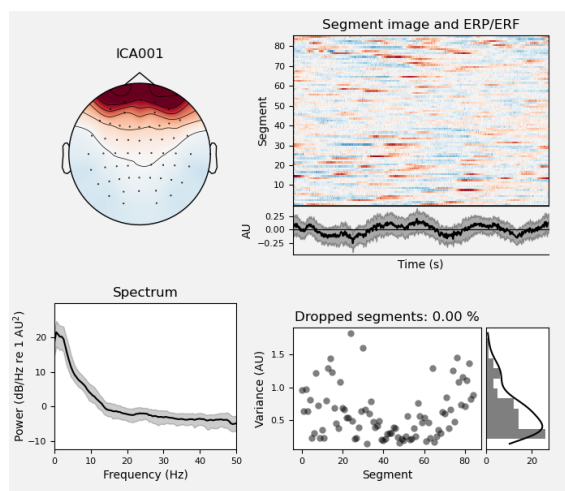 ICA001
Segment image and ERP/ERF
Segment
80
70
60
50
40
30
20
10
AU
0.25
0.00
−0.25
Time (s)
Spectrum
Power (dB/Hz re 1 AU²)
20
10
0
−10
0 10 20 30 40 50
Frequency (Hz)
Dropped segments: 0.00 %
Variance (AU)
1.5
1.0
0.5
0 20 40 60 80
Segment
0 20